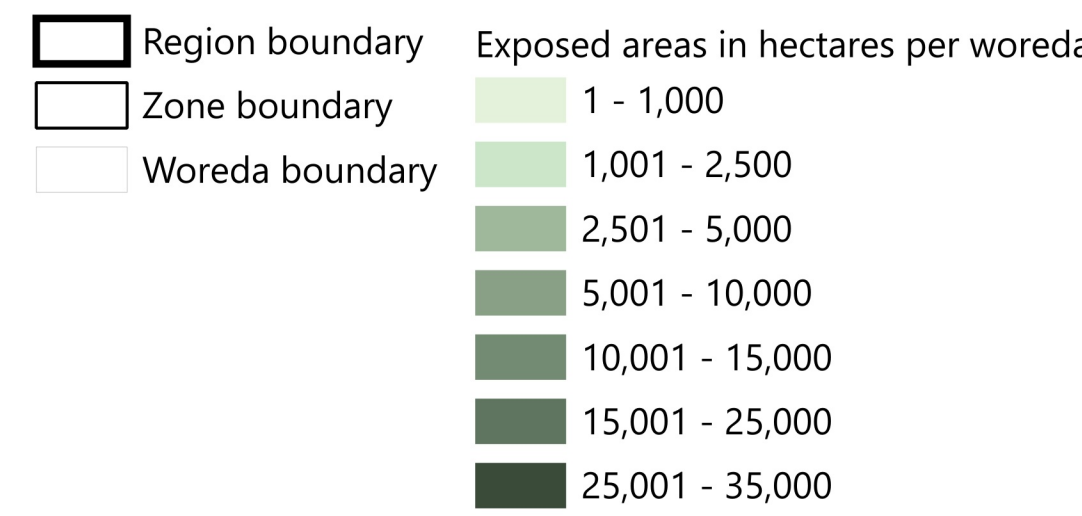 Region boundary
Zone boundary
Woreda boundary
Exposed areas in hectares per woreda
1 - 1,000
1,001 - 2,500
2,501 - 5,000
5,001 - 10,000
10,001 - 15,000
15,001 - 25,000
25,001 - 35,000